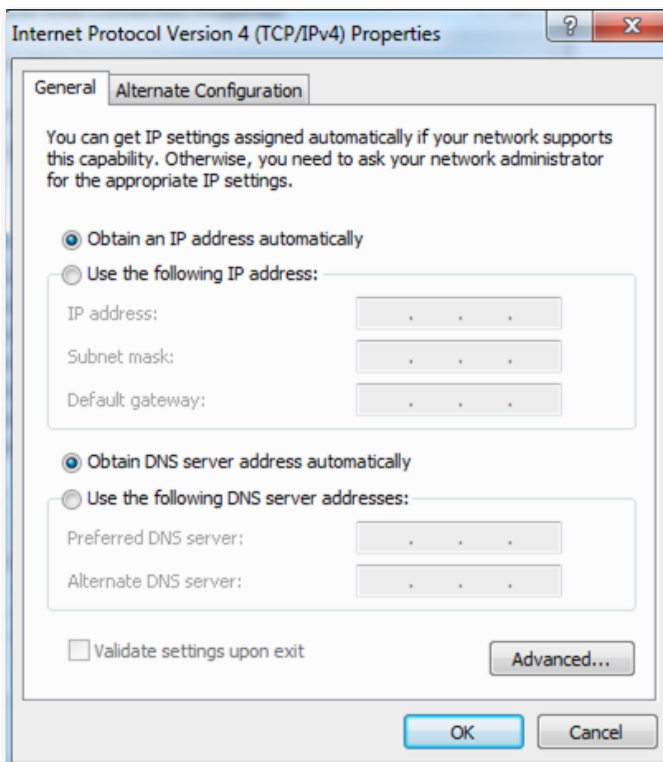 Internet Protocol Version 4 (TCP/IPv4) Properties
General
Alternate Configuration
You can get IP settings assigned automatically if your network supports
this capability. Otherwise, you need to ask your network administrator
for the appropriate IP settings.
Obtain an IP address automatically
Use the following IP address:
IP address:
Subnet mask:
Default gateway:
Obtain DNS server address automatically
Use the following DNS server addresses:
Preferred DNS server:
Alternate DNS server:
Validate settings upon exit
Advanced...
OK
Cancel